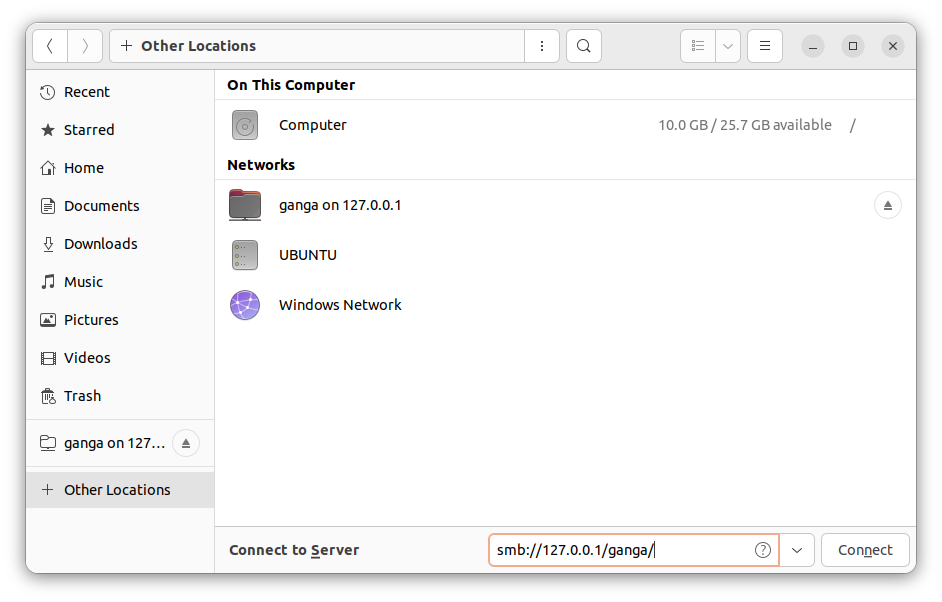 Other Locations
Recent
Starred
Home
Documents
Downloads
Music
Pictures
Videos
Trash
ganga on 127...
Other Locations
On This Computer
Computer 10.0 GB / 25.7 GB available /
Networks
ganga on 127.0.0.1
UBUNTU
Windows Network
Connect to Server smb://127.0.0.1/ganga/ ? Connect